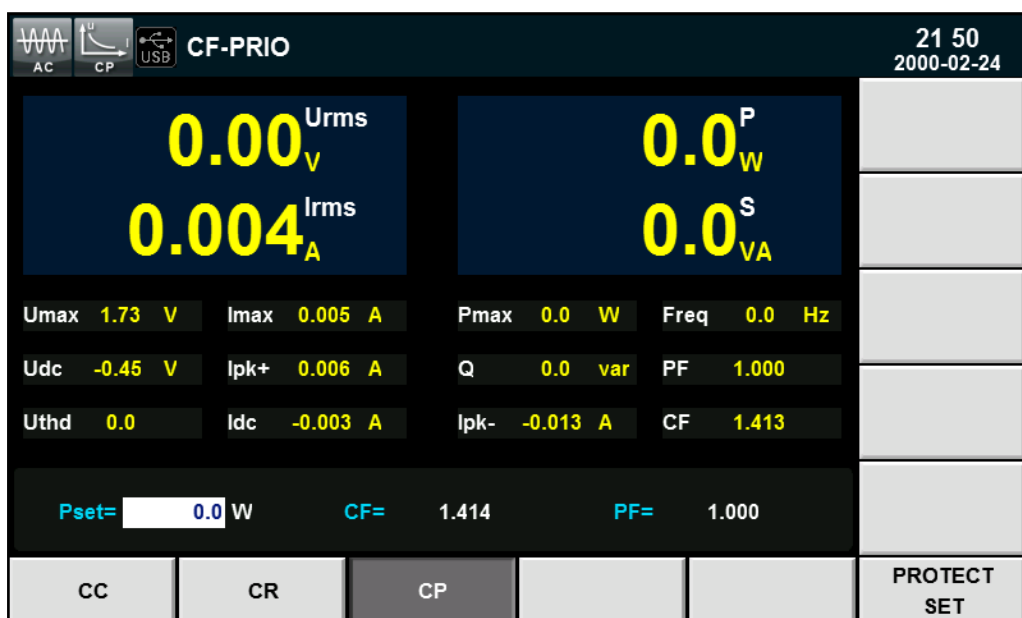 AC CP U I USB CF-PRIO 21 50
2000-02-24
0.00 Urms V 0.0 P W
0.004 Irms A 0.0 S VA
Umax 1.73 V Imax 0.005 A Pmax 0.0 W Freq 0.0 Hz
Udc -0.45 V Ipk+ 0.006 A Q 0.0 var PF 1.000
Uthd 0.0 Idc -0.003 A Ipk- -0.013 A CF 1.413
Pset= 0.0 W CF= 1.414 PF= 1.000
CC CR CP PROTECT
SET